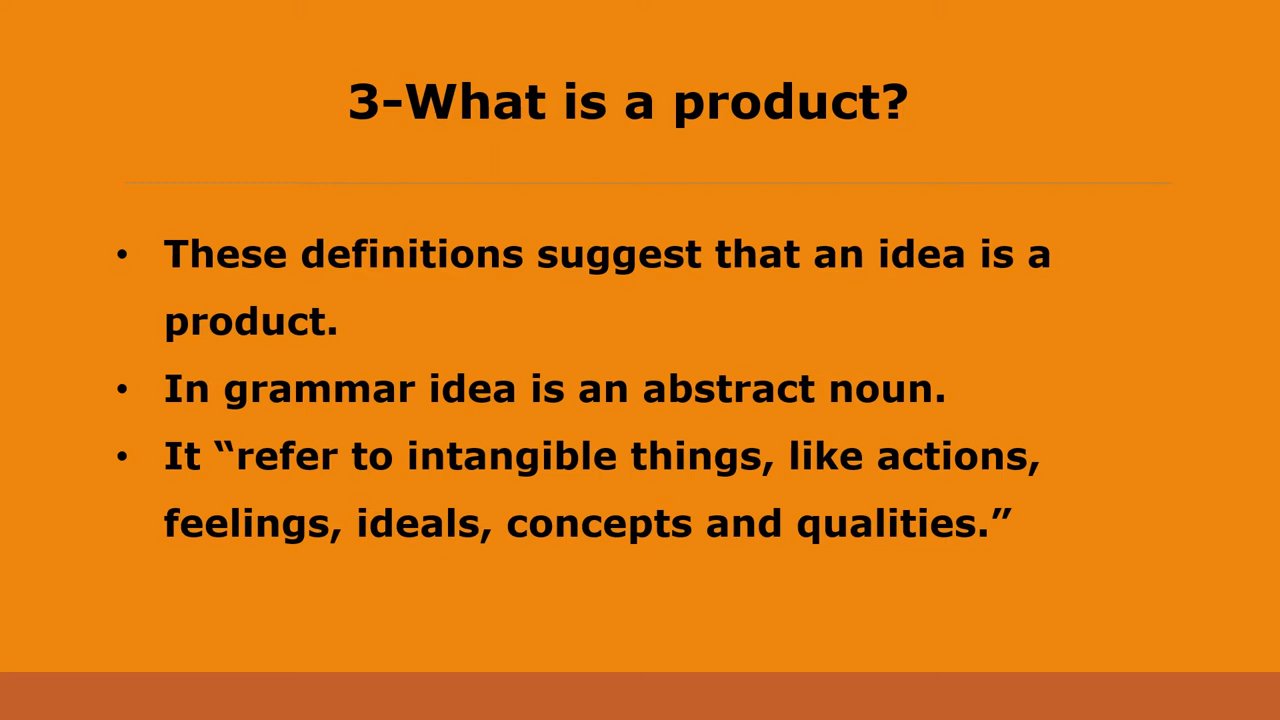 3-What is a product?
• These definitions suggest that an idea is a
product.
• In grammar idea is an abstract noun.
• It “refer to intangible things, like actions,
feelings, ideals, concepts and qualities.”